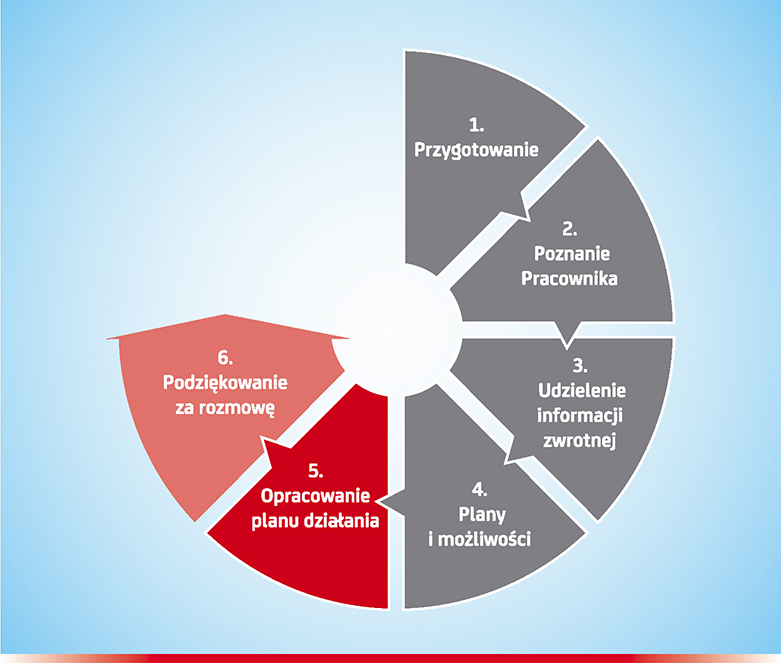 1.
Przygotowanie
2.
Poznanie
Pracownika
3.
Udzielenie
informacji
zwrotnej
4.
Plany
i możliwości
5.
Opracowanie
planu działania
6.
Podziękowanie
za rozmowę